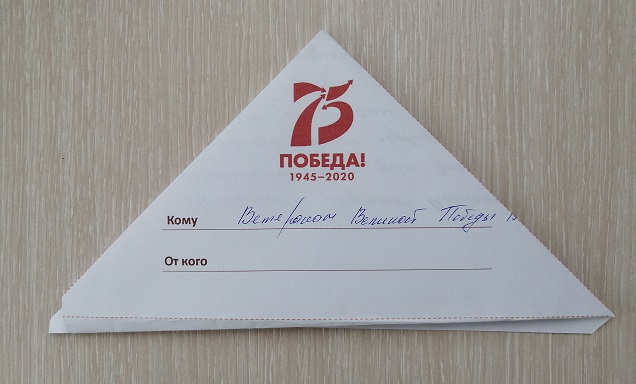 75
ПОБЕДА!
1945–2020
Кому Ветеранам Великой Победы
От кого